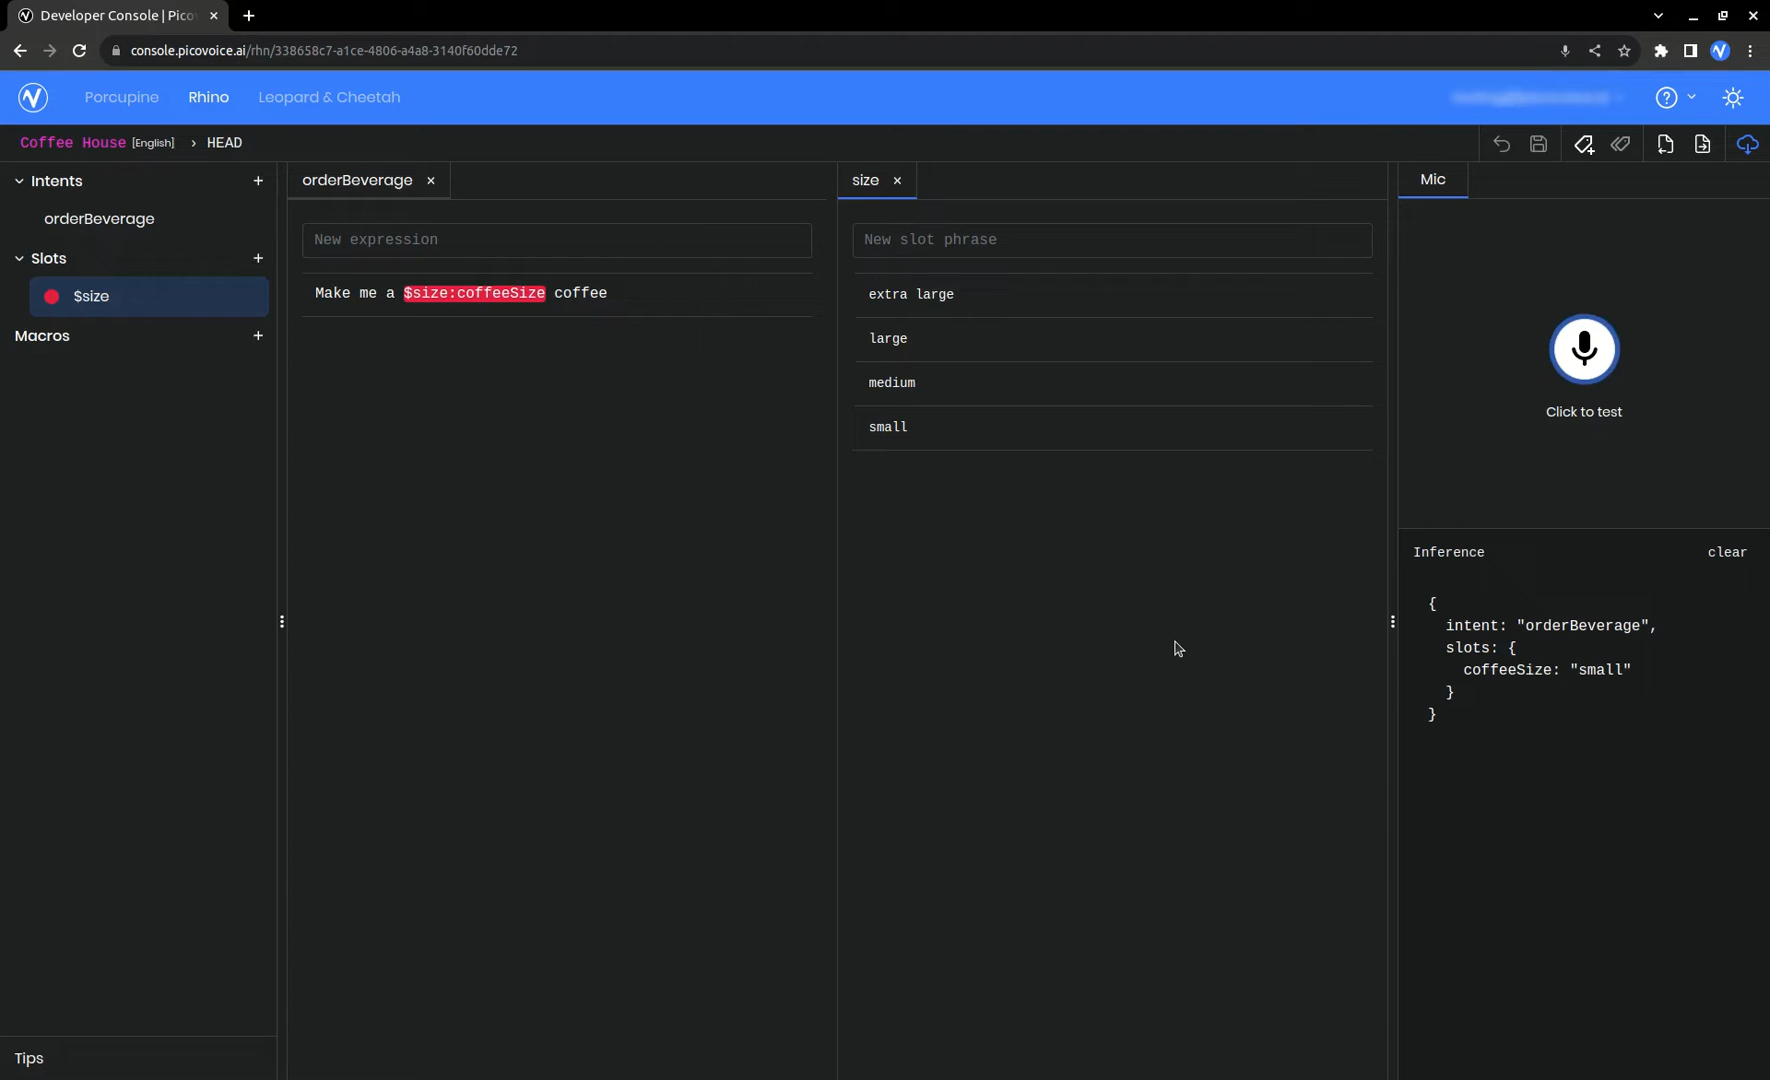 Developer Console | Pico
console.picovoice.ai/rhn/338658c7-a1ce-4806-a4a8-3140f60dde72
Porcupine Rhino Leopard & Cheetah
Coffee House [English] › HEAD
Intents +
orderBeverage
Slots +
$size
Macros +
Tips
orderBeverage ×
New expression
Make me a $size:coffeeSize coffee
size ×
New slot phrase
extra large
large
medium
small
Mic
Click to test
Inference clear
{
intent: "orderBeverage",
slots: {
coffeeSize: "small"
}
}